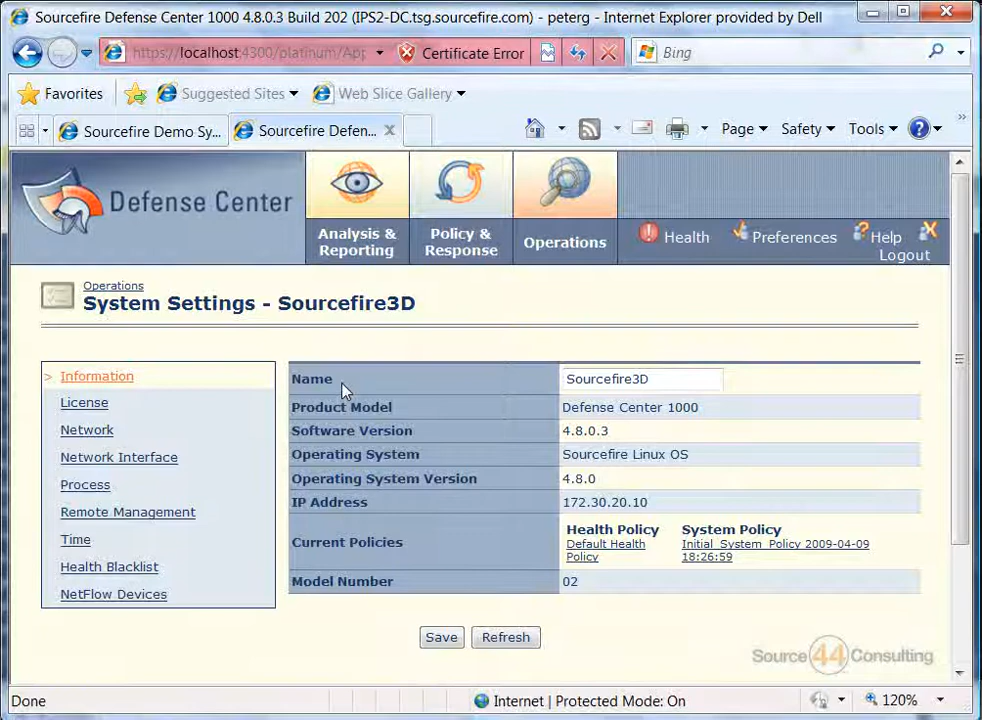 Sourcefire Defense Center 1000 4.8.0.3 Build 202 (IPS2-DC.tsg.sourcefire.com) - peterg - Internet Explorer provided by Dell
https://localhost:4300/platinum/App
Certificate Error
Bing
Favorites
Suggested Sites
Web Slice Gallery
Sourcefire Demo Sy...
Sourcefire Defen...
Page
Safety
Tools
Defense Center
Analysis & Reporting
Policy & Response
Operations
Health
Preferences
Help
Logout
Operations
System Settings - Sourcefire3D
> Information
License
Network
Network Interface
Process
Remote Management
Time
Health Blacklist
NetFlow Devices
Name Sourcefire3D
Product Model Defense Center 1000
Software Version 4.8.0.3
Operating System Sourcefire Linux OS
Operating System Version 4.8.0
IP Address 172.30.20.10
Current Policies
Health Policy System Policy
Default Health Policy
Initial_System_Policy 2009-04-09 18:26:59
Model Number 02
Save Refresh
Source 44 Consulting
Done
Internet | Protected Mode: On
120%